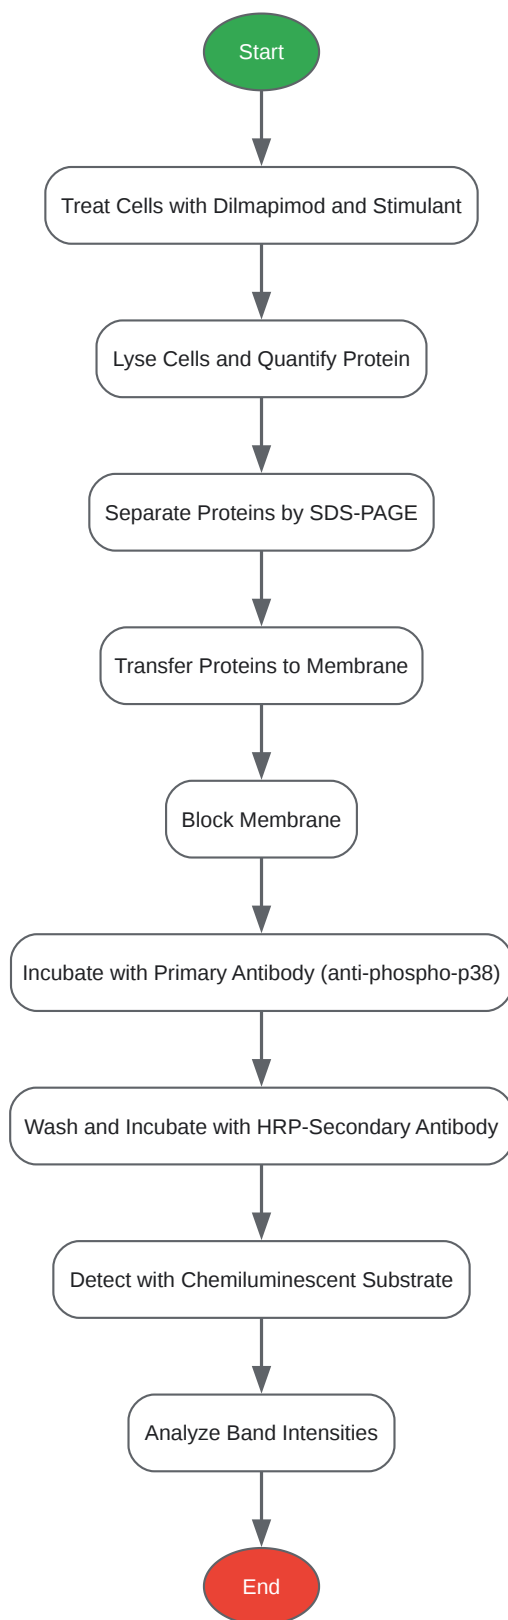 Start
Treat Cells with Dilmapimod and Stimulant
Lyse Cells and Quantify Protein
Separate Proteins by SDS-PAGE
Transfer Proteins to Membrane
Block Membrane
Incubate with Primary Antibody (anti-phospho-p38)
Wash and Incubate with HRP-Secondary Antibody
Detect with Chemiluminescent Substrate
Analyze Band Intensities
End